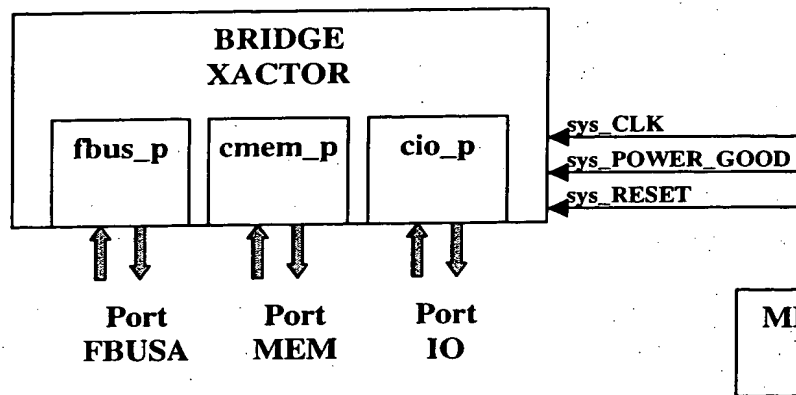 BRIDGE
XACTOR
fbus_p
cmem_p
cio_p
sys_CLK
sys_POWER_GOOD
sys_RESET
Port
FBUSA
Port
MEM
Port
IO